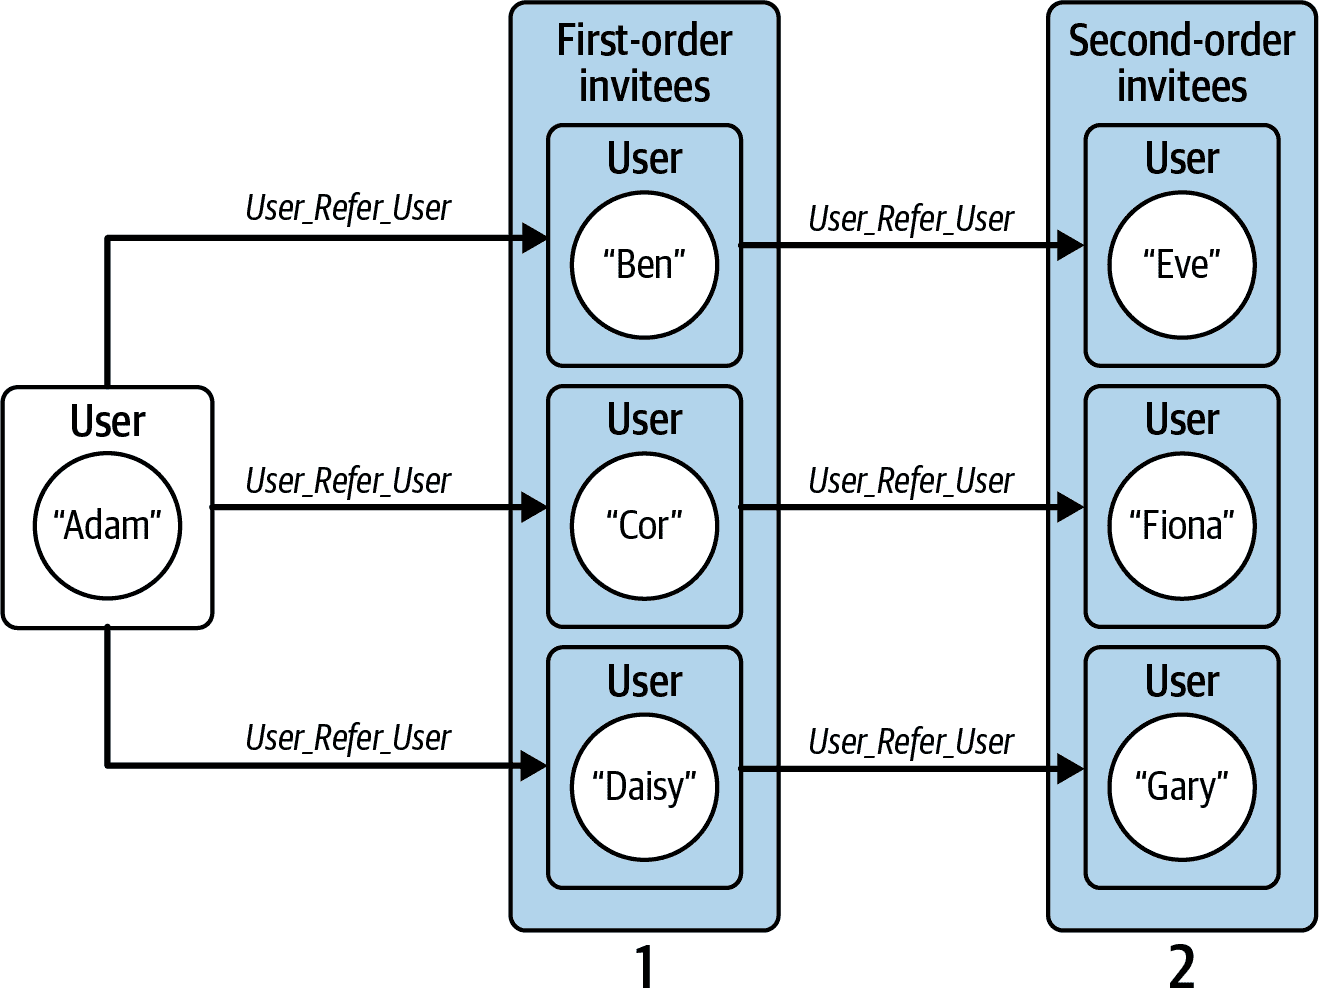 First-order
invitees
Second-order
invitees
User
“Adam”
User_Refer_User
User_Refer_User
User_Refer_User
User
“Ben”
User
“Cor”
User
“Daisy”
User_Refer_User
User_Refer_User
User_Refer_User
User
“Eve”
User
“Fiona”
User
“Gary”
1
2